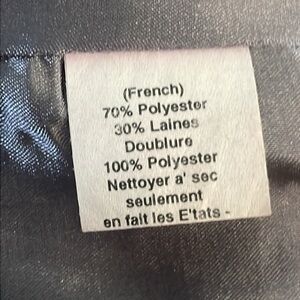 (French)
70% Polyester
30% Laines
Doublure
100% Polyester
Nettoyer a' sec
seulement
en fait les E'tats -